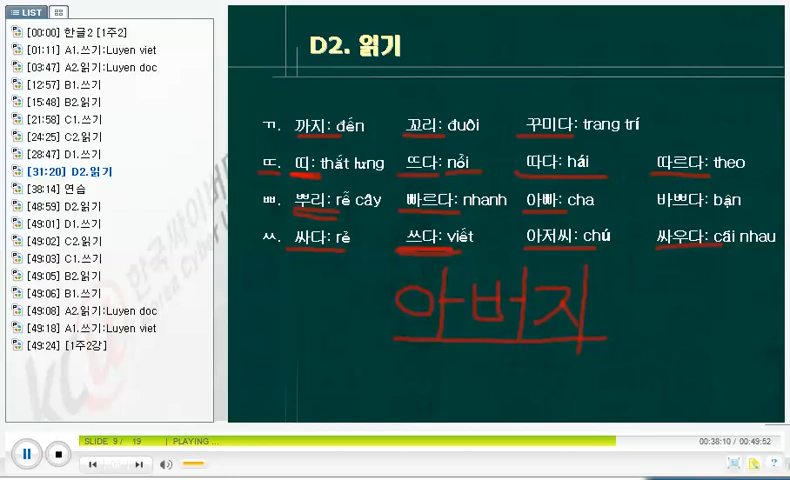 LIST
[00:00] 한글2 [1주2]
[01:11] A1.쓰기:Luyen viet
[03:47] A2.읽기:Luyen doc
[12:57] B1.쓰기
[15:48] B2.읽기
[21:58] C1.쓰기
[24:25] C2.읽기
[28:47] D1.쓰기
[31:20] D2.읽기
[38:14] 연습
[48:59] D2.읽기
[49:01] D1.쓰기
[49:02] C2.읽기
[49:03] C1.쓰기
[49:05] B2.읽기
[49:06] B1.쓰기
[49:08] A2.읽기:Luyen doc
[49:18] A1.쓰기:Luyen viet
[49:24] [1주2강]
D2. 읽기
ㄲ. 까지: đến 꼬리: đuôi 꾸미다: trang trí
ㄸ. 띠: thắt lưng 뜨다: nổi 따다: hái 따르다: theo
ㅃ. 뿌리: rễ cây 빠르다: nhanh 아빠: cha 바쁘다: bận
ㅆ. 싸다: rẻ 쓰다: viết 아저씨: chú 싸우다: cãi nhau
아버지
SLIDE 9 / 19 | PLAYING ...
00:38:10 / 00:49:52